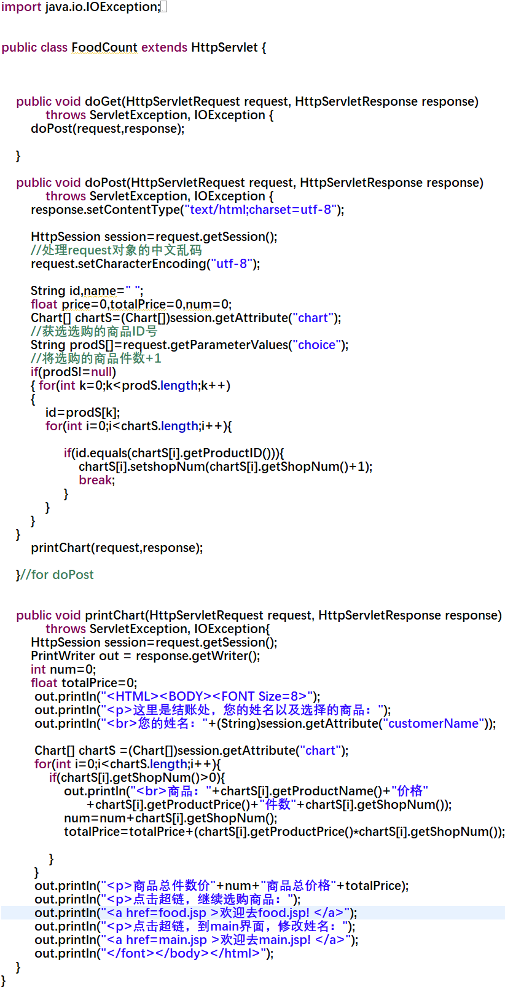 import java.io.IOException;
public class FoodCount extends HttpServlet {
public void doGet(HttpServletRequest request, HttpServletResponse response)
throws ServletException, IOException {
doPost(request,response);
}
public void doPost(HttpServletRequest request, HttpServletResponse response)
throws ServletException, IOException {
response.setContentType("text/html;charset=utf-8");
HttpSession session=request.getSession();
//处理request对象的中文乱码
request.setCharacterEncoding("utf-8");
String id,name=" ";
float price=0,totalPrice=0,num=0;
Chart[] chartS=(Chart[])session.getAttribute("chart");
//获选选购的商品ID号
String prodS[]=request.getParameterValues("choice");
//将选购的商品件数+1
if(prodS!=null)
{ for(int k=0;k<prodS.length;k++)
{
id=prodS[k];
for(int i=0;i<chartS.length;i++){
if(id.equals(chartS[i].getProductID())){
chartS[i].setshopNum(chartS[i].getShopNum()+1);
break;
}
}
}
}
printChart(request,response);
}//for doPost
public void printChart(HttpServletRequest request, HttpServletResponse response)
throws ServletException, IOException{
HttpSession session=request.getSession();
PrintWriter out = response.getWriter();
int num=0;
float totalPrice=0;
out.println("<HTML><BODY><FONT Size=8>");
out.println("<p>这里是结账处，您的姓名以及选择的商品：");
out.println("<br>您的姓名："+(String)session.getAttribute("customerName"));
Chart[] chartS =(Chart[])session.getAttribute("chart");
for(int i=0;i<chartS.length;i++){
if(chartS[i].getShopNum()>0){
out.println("<br>商品："+chartS[i].getProductName()+"价格"
+chartS[i].getProductPrice()+"件数"+chartS[i].getShopNum());
num=num+chartS[i].getShopNum();
totalPrice=totalPrice+(chartS[i].getProductPrice()*chartS[i].getShopNum());
}
}
out.println("<p>商品总件数价"+num+"商品总价格"+totalPrice);
out.println("<p>点击超链，继续选购商品：");
out.println("<a href=food.jsp >欢迎去food.jsp! </a>");
out.println("<p>点击超链，到main界面，修改姓名：");
out.println("<a href=main.jsp >欢迎去main.jsp! </a>");
out.println("</font></body></html>");
}
}